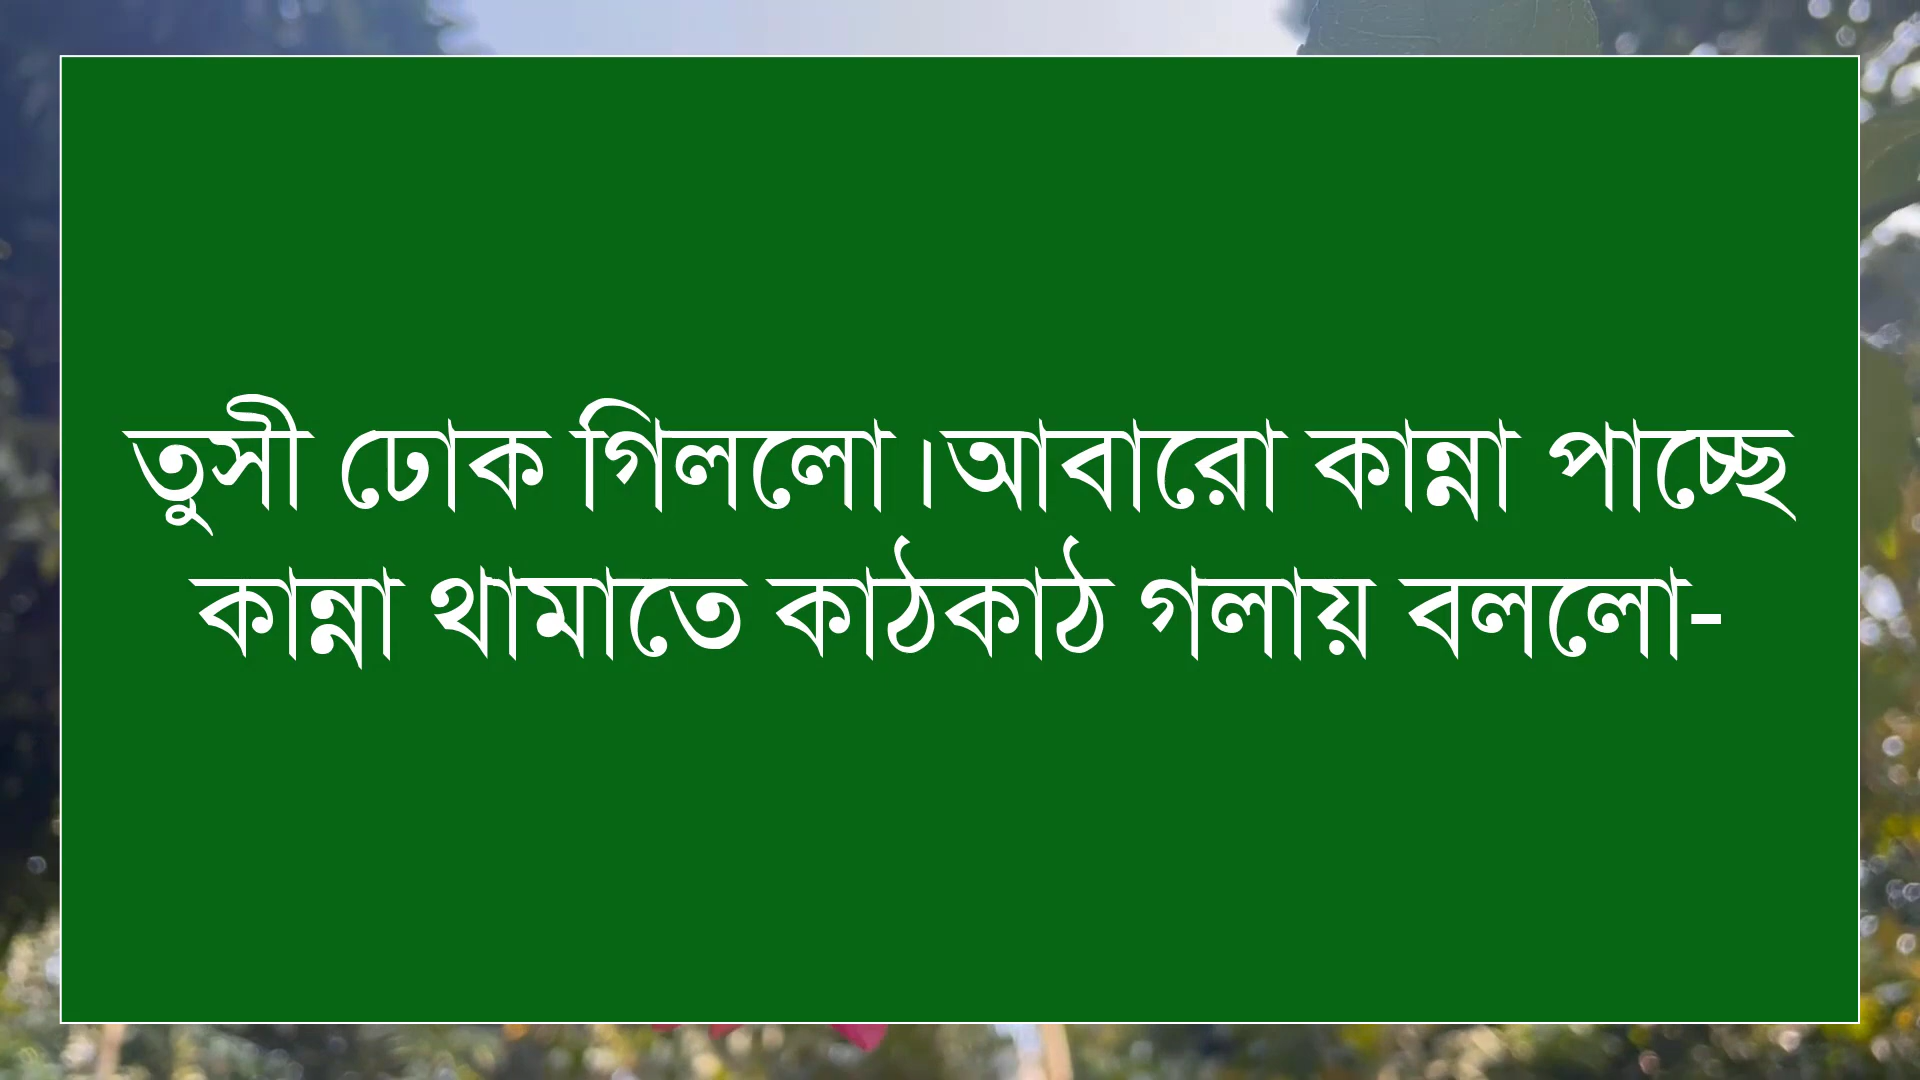 তুসী ঢোক গিললো।আবারো কান্না পাচ্ছে
কান্না থামাতে কাঠকাঠ গলায় বললো-